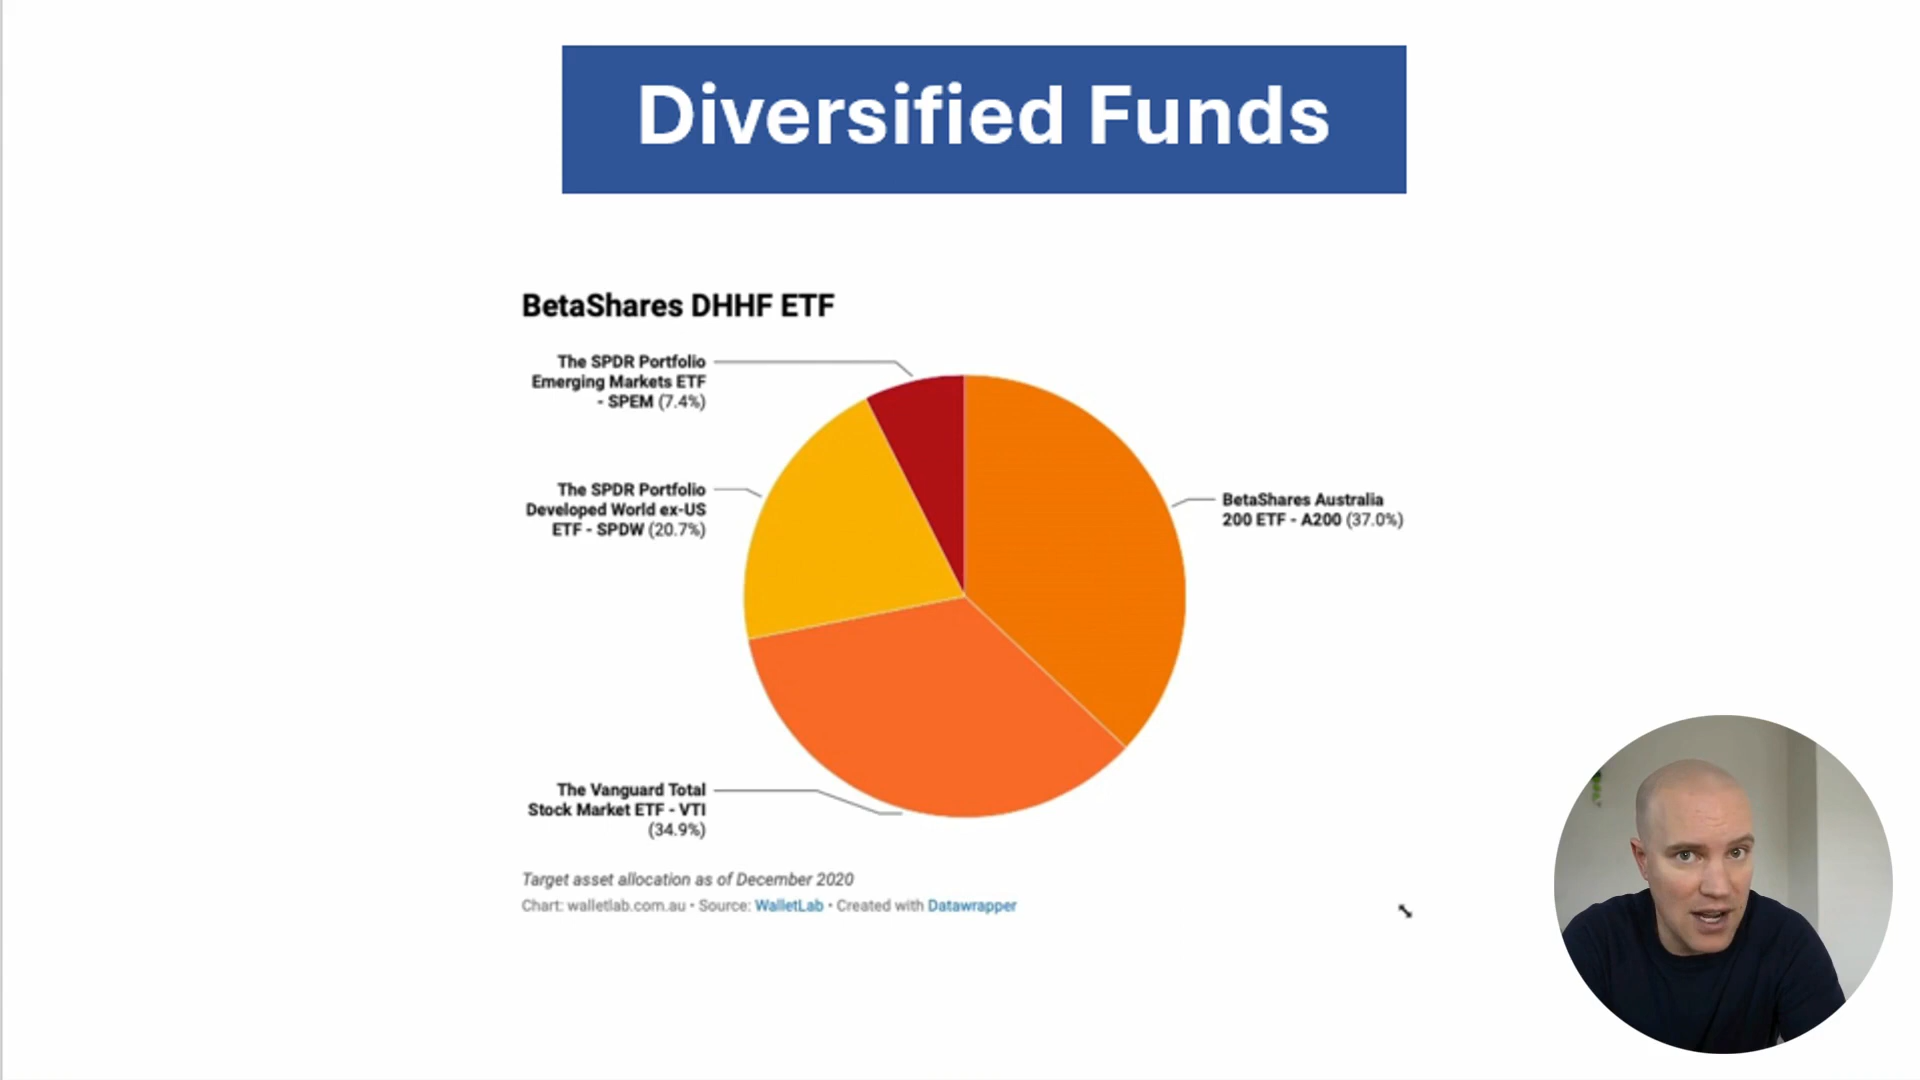 Diversified Funds
BetaShares DHHF ETF
The SPDR Portfolio
Emerging Markets ETF
- SPEM (7.4%)
The SPDR Portfolio
Developed World ex-US
ETF - SPDW (20.7%)
BetaShares Australia
200 ETF - A200 (37.0%)
The Vanguard Total
Stock Market ETF - VTI
(34.9%)
Target asset allocation as of December 2020
Chart: walletlab.com.au • Source: WalletLab • Created with Datawrapper